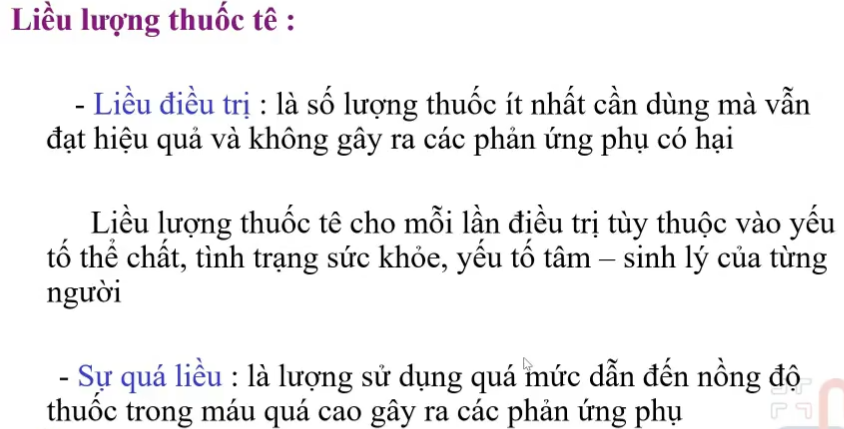 Liều lượng thuốc tê :
- Liều điều trị : là số lượng thuốc ít nhất cần dùng mà vẫn
đạt hiệu quả và không gây ra các phản ứng phụ có hại
Liều lượng thuốc tê cho mỗi lần điều trị tùy thuộc vào yếu
tố thể chất, tình trạng sức khỏe, yếu tố tâm – sinh lý của từng
người
- Sự quá liều : là lượng sử dụng quá mức dẫn đến nồng độ
thuốc trong máu quá cao gây ra các phản ứng phụ